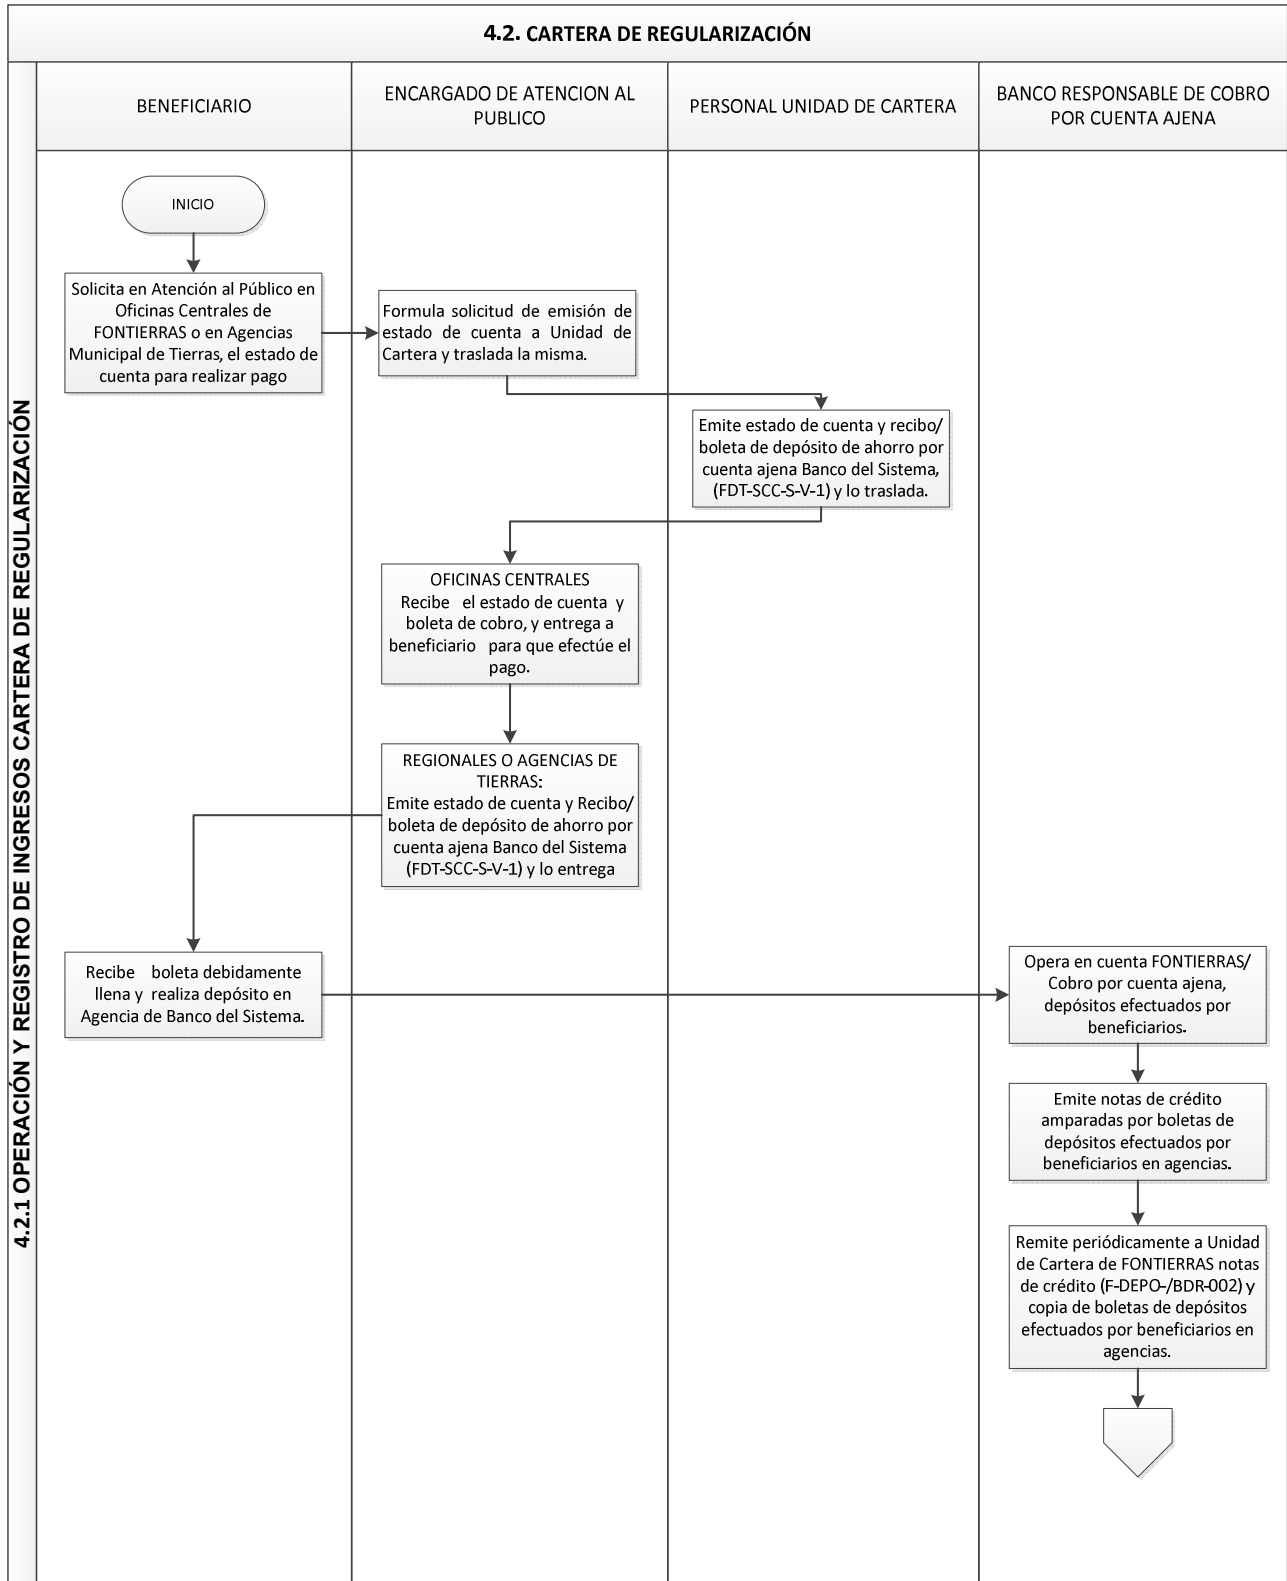 4.2. CARTERA DE REGULARIZACIÓN
4.2.1 OPERACIÓN Y REGISTRO DE INGRESOS CARTERA DE REGULARIZACIÓN
BENEFICIARIO
ENCARGADO DE ATENCION AL
PUBLICO
PERSONAL UNIDAD DE CARTERA
BANCO RESPONSABLE DE COBRO
POR CUENTA AJENA
INICIO
Solicita en Atención al Público en
Oficinas Centrales de
FONTIERRAS o en Agencias
Municipal de Tierras, el estado de
cuenta para realizar pago
Formula solicitud de emisión de
estado de cuenta a Unidad de
Cartera y traslada la misma.
Emite estado de cuenta y recibo/
boleta de depósito de ahorro por
cuenta ajena Banco del Sistema,
(FDT-SCC-S-V-1) y lo traslada.
OFICINAS CENTRALES
Recibe el estado de cuenta y
boleta de cobro, y entrega a
beneficiario para que efectúe el
pago.
REGIONALES O AGENCIAS DE
TIERRAS:
Emite estado de cuenta y Recibo/
boleta de depósito de ahorro por
cuenta ajena Banco del Sistema
(FDT-SCC-S-V-1) y lo entrega
Recibe boleta debidamente
llena y realiza depósito en
Agencia de Banco del Sistema.
Opera en cuenta FONTIERRAS/
Cobro por cuenta ajena,
depósitos efectuados por
beneficiarios.
Emite notas de crédito
amparadas por boletas de
depósitos efectuados por
beneficiarios en agencias.
Remite periódicamente a Unidad
de Cartera de FONTIERRAS notas
de crédito (F-DEPO-/BDR-002) y
copia de boletas de depósitos
efectuados por beneficiarios en
agencias.